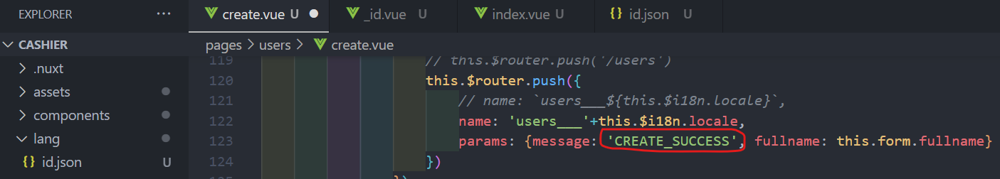 EXPLORER ··· create.vue U _id.vue U index.vue U {} id.json U
CASHIER pages > users > create.vue
.nuxt
assets
components
lang
{} id.json U
119 // this.$router.push('/users')
120 this.$router.push({
121 // name: `users___${this.$i18n.locale}`,
122 name: 'users___'+this.$i18n.locale,
123 params: {message: 'CREATE_SUCCESS', fullname: this.form.fullname}
124 })
125 })